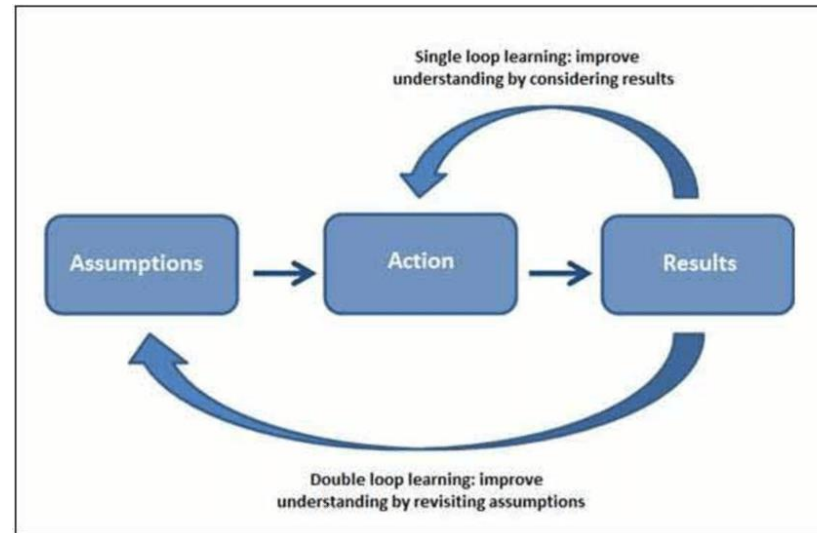 Single loop learning: improve
understanding by considering results
Assumptions
Action
Results
Double loop learning: improve
understanding by revisiting assumptions